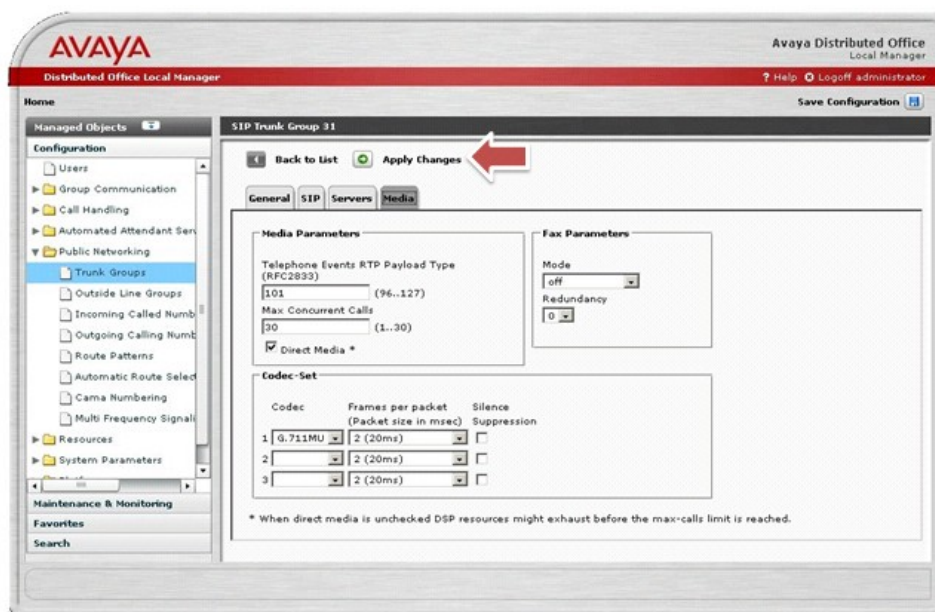 AVAYA
Avaya Distributed Office
Local Manager
Distributed Office Local Manager
? Help
Logoff administrator
Home
Save Configuration
Managed Objects
SIP Trunk Group 31
Configuration
Back to List
Apply Changes
Users
Group Communication
Call Handling
Automated Attendant Serv
Public Networking
Trunk Groups
Outside Line Groups
Incoming Called Numb
Outgoing Calling Numb
Route Patterns
Automatic Route Select
Cama Numbering
Multi Frequency Signali
Resources
System Parameters
Maintenance & Monitoring
Favorites
Search
General SIP Servers Media
Media Parameters
Telephone Events RTP Payload Type
(RFC2833)
101 (96..127)
Max Concurrent Calls
30 (1..30)
Direct Media *
Fax Parameters
Mode
off
Redundancy
0
Codec-Set
Codec Frames per packet Silence
(Packet size in msec) Suppression
1 G.711MU 2 (20ms)
2 2 (20ms)
3 2 (20ms)
* When direct media is unchecked DSP resources might exhaust before the max-calls limit is reached.